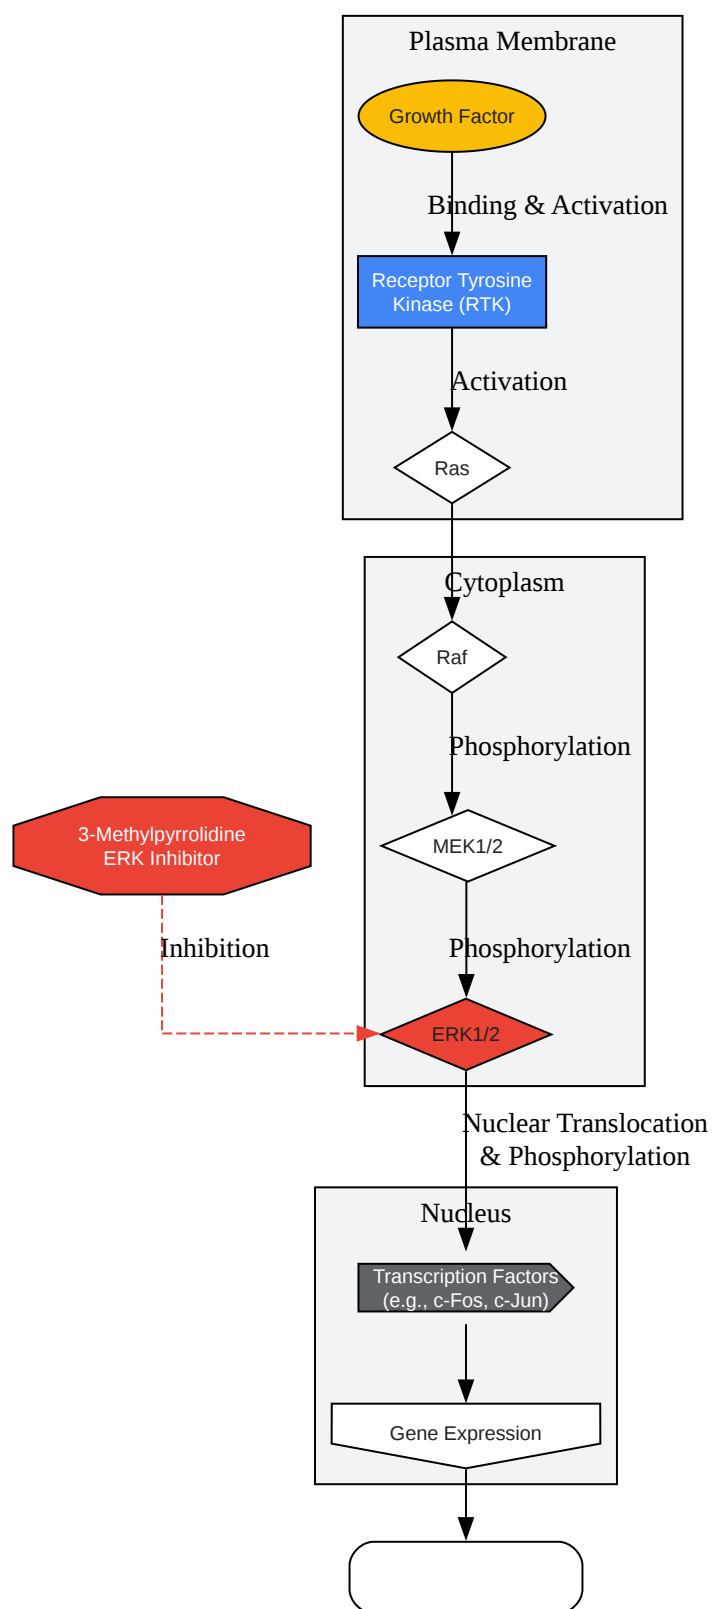 Plasma Membrane
Growth Factor
Binding & Activation
Receptor Tyrosine
Kinase (RTK)
Activation
Ras
Cytoplasm
Raf
Phosphorylation
3-Methylpyrrolidine
ERK Inhibitor
MEK1/2
Inhibition
Phosphorylation
ERK1/2
Nuclear Translocation
& Phosphorylation
Nucleus
Transcription Factors
(e.g., c-Fos, c-Jun)
Gene Expression